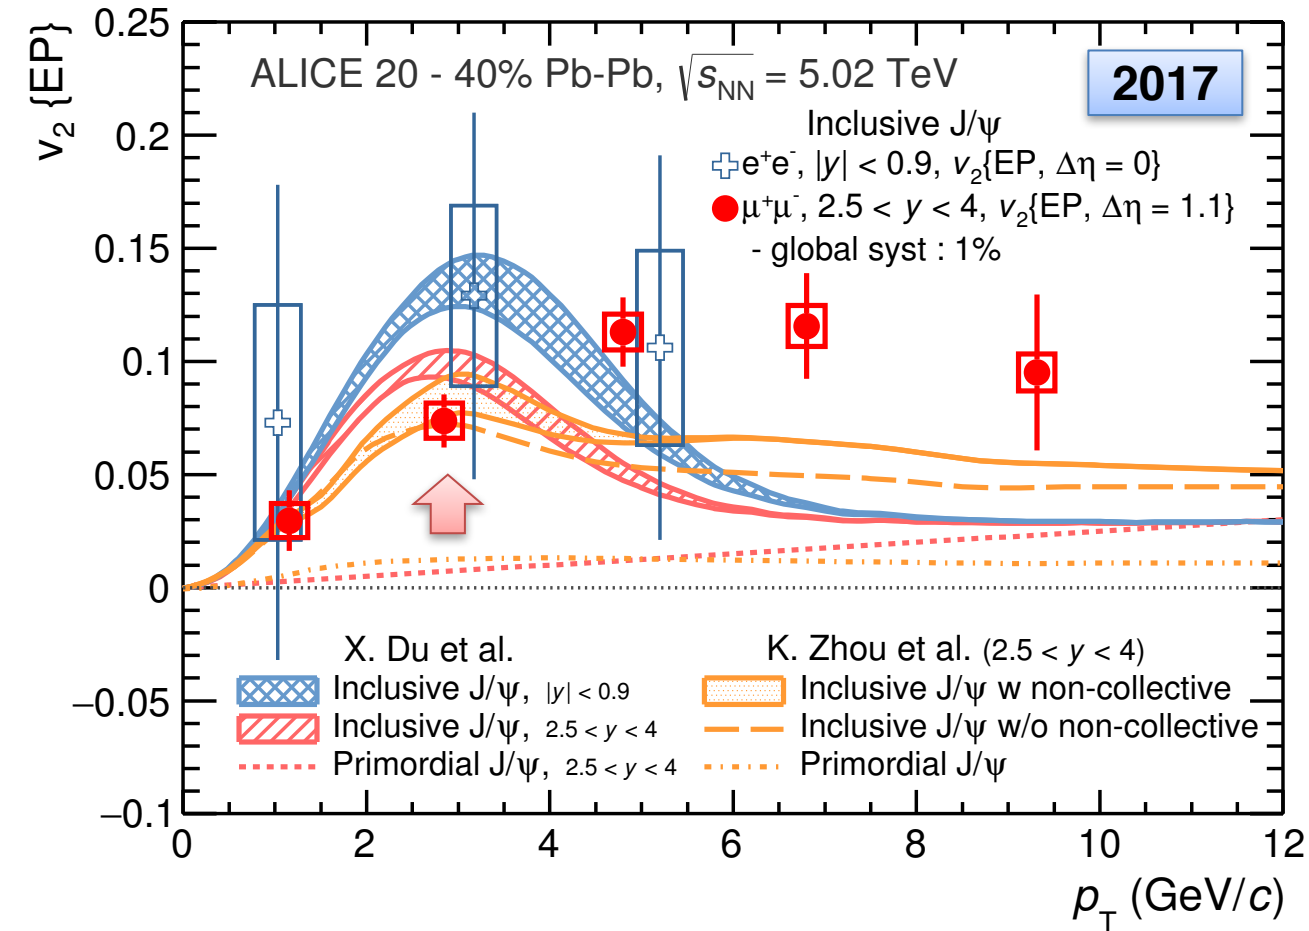 ALICE 20 - 40% Pb-Pb, √s_NN = 5.02 TeV
2017
Inclusive J/ψ
e⁺e⁻, |y| < 0.9, v₂{EP, Δη = 0}
μ⁺μ⁻, 2.5 < y < 4, v₂{EP, Δη = 1.1}
- global syst : 1%
v₂ {EP}
0.25
0.2
0.15
0.1
0.05
0
−0.05
−0.1
X. Du et al.
Inclusive J/ψ, |y| < 0.9
Inclusive J/ψ, 2.5 < y < 4
Primordial J/ψ, 2.5 < y < 4
K. Zhou et al. (2.5 < y < 4)
Inclusive J/ψ w non-collective
Inclusive J/ψ w/o non-collective
Primordial J/ψ
0 2 4 6 8 10 12
p_T (GeV/c)